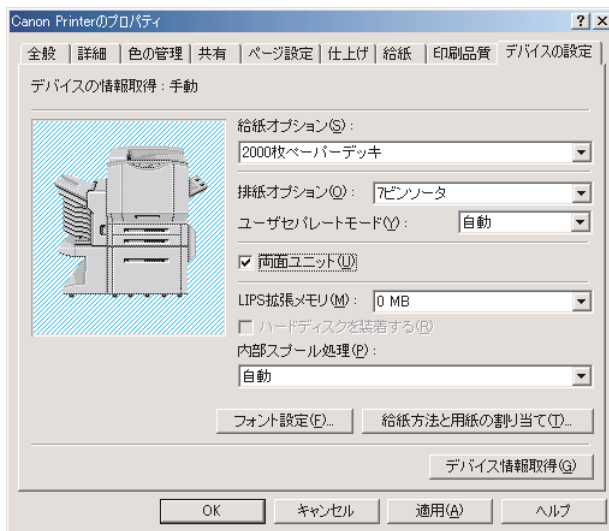 Canon Printerのプロパティ
全般 詳細 色の管理 共有 ページ設定 仕上げ 給紙 印刷品質 デバイスの設定
デバイスの情報取得 : 手動
給紙オプション(S) :
2000枚ペーパーデッキ
排紙オプション(O) : 7ビンソータ
ユーザセパレートモード(Y) : 自動
両面ユニット(U)
LIPS拡張メモリ(M) : 0 MB
ハードディスクを装着する(R)
内部スプール処理(P) :
自動
フォント設定(F)... 給紙方法と用紙の割り当て(T)...
デバイス情報取得(G)
OK キャンセル 適用(A) ヘルプ